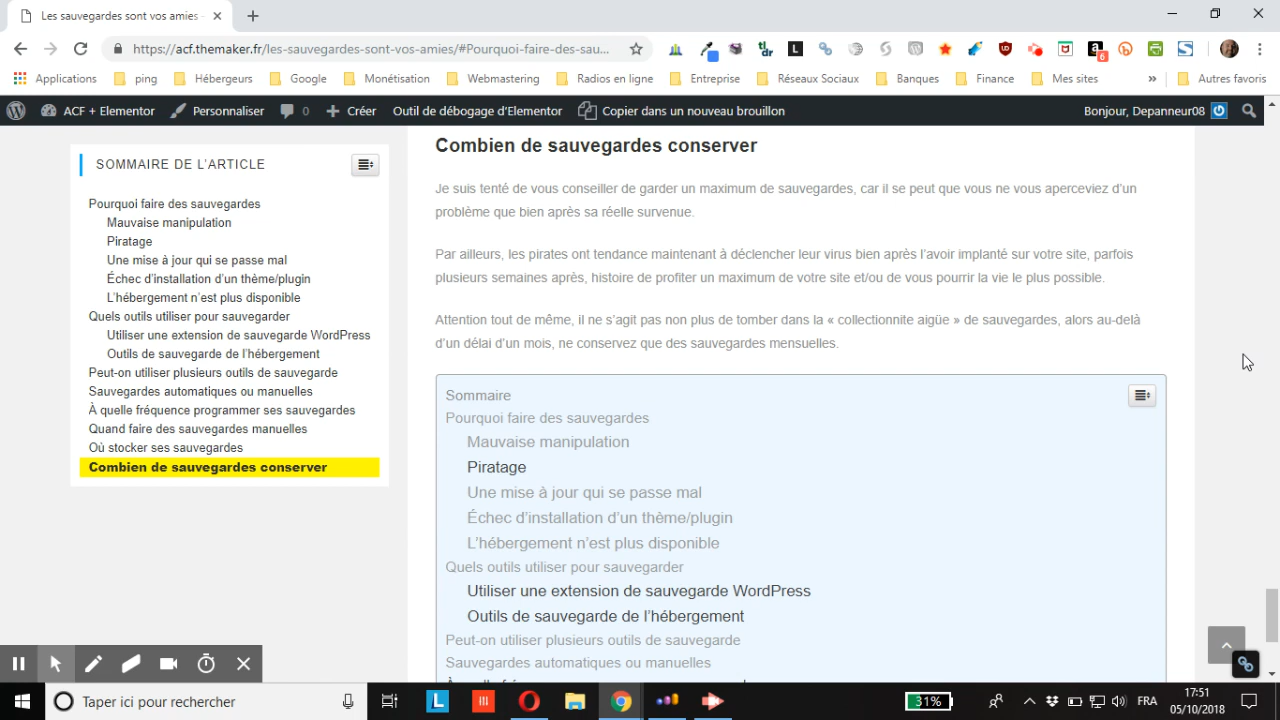 Les sauvegardes sont vos amies -
https://acf.themaker.fr/les-sauvegardes-sont-vos-amies/#Pourquoi-faire-des-sau...
Applications ping Hébergeurs Google Monétisation Webmastering Radios en ligne Entreprise Réseaux Sociaux Banques Finance Mes sites » Autres favoris
ACF + Elementor Personnaliser 0 Créer Outil de débogage d'Elementor Copier dans un nouveau brouillon Bonjour, Depanneur08
SOMMAIRE DE L'ARTICLE
Pourquoi faire des sauvegardes
Mauvaise manipulation
Piratage
Une mise à jour qui se passe mal
Échec d'installation d'un thème/plugin
L'hébergement n'est plus disponible
Quels outils utiliser pour sauvegarder
Utiliser une extension de sauvegarde WordPress
Outils de sauvegarde de l'hébergement
Peut-on utiliser plusieurs outils de sauvegarde
Sauvegardes automatiques ou manuelles
À quelle fréquence programmer ses sauvegardes
Quand faire des sauvegardes manuelles
Où stocker ses sauvegardes
Combien de sauvegardes conserver
Combien de sauvegardes conserver
Je suis tenté de vous conseiller de garder un maximum de sauvegardes, car il se peut que vous ne vous aperceviez d'un
problème que bien après sa réelle survenue.
Par ailleurs, les pirates ont tendance maintenant à déclencher leur virus bien après l'avoir implanté sur votre site, parfois
plusieurs semaines après, histoire de profiter un maximum de votre site et/ou de vous pourrir la vie le plus possible.
Attention tout de même, il ne s'agit pas non plus de tomber dans la « collectionnite aigüe » de sauvegardes, alors au-delà
d'un délai d'un mois, ne conservez que des sauvegardes mensuelles.
Sommaire
Pourquoi faire des sauvegardes
Mauvaise manipulation
Piratage
Une mise à jour qui se passe mal
Échec d'installation d'un thème/plugin
L'hébergement n'est plus disponible
Quels outils utiliser pour sauvegarder
Utiliser une extension de sauvegarde WordPress
Outils de sauvegarde de l'hébergement
Peut-on utiliser plusieurs outils de sauvegarde
Sauvegardes automatiques ou manuelles
Taper ici pour rechercher
31%
FRA
17:51
05/10/2018